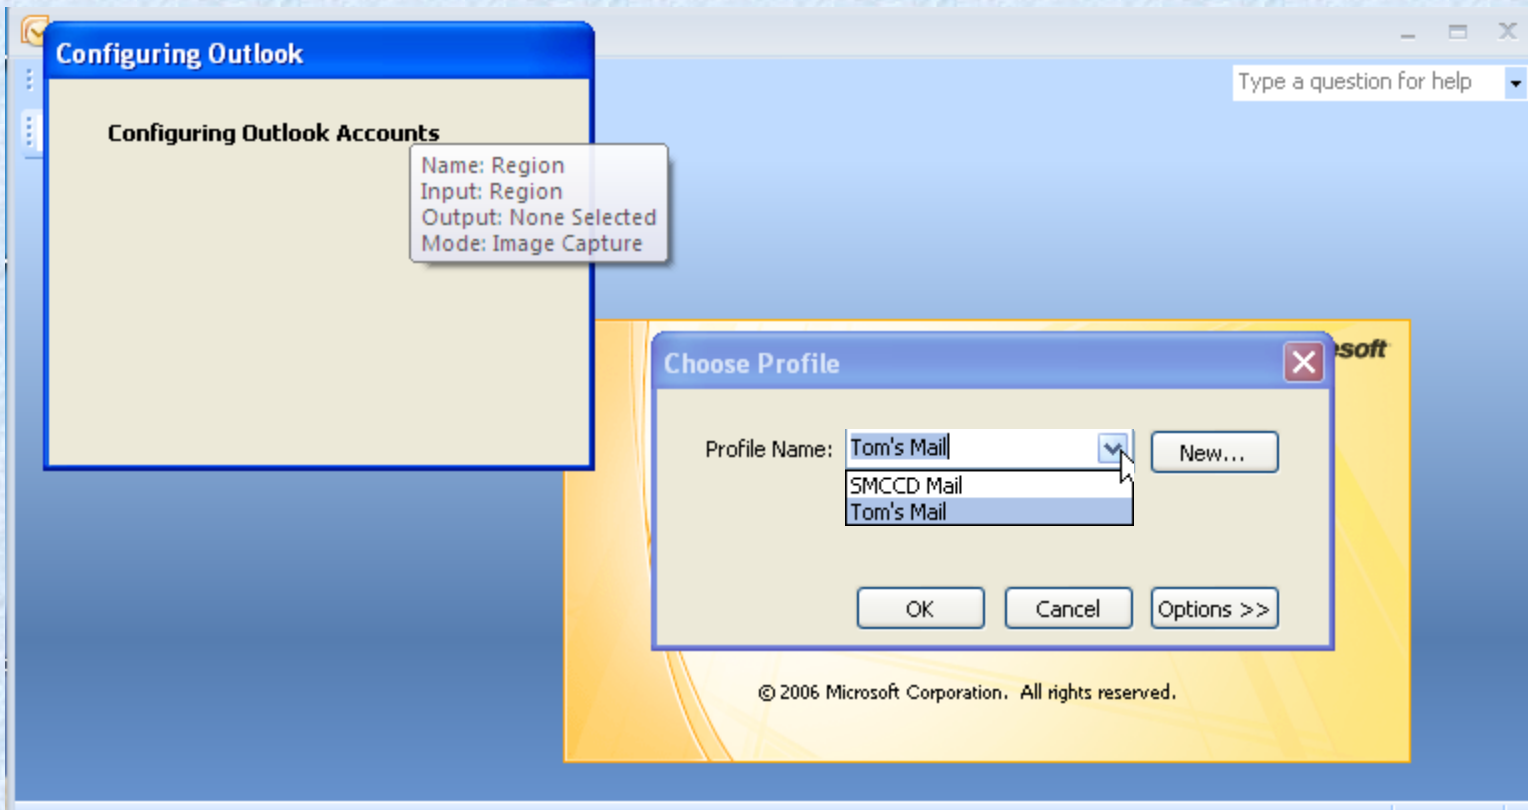 Configuring Outlook
Type a question for help
Configuring Outlook Accounts
Name: Region
Input: Region
Output: None Selected
Mode: Image Capture
Choose Profile
Profile Name: Tom's Mail New...
SMCCD Mail
Tom's Mail
OK Cancel Options >>
© 2006 Microsoft Corporation. All rights reserved.